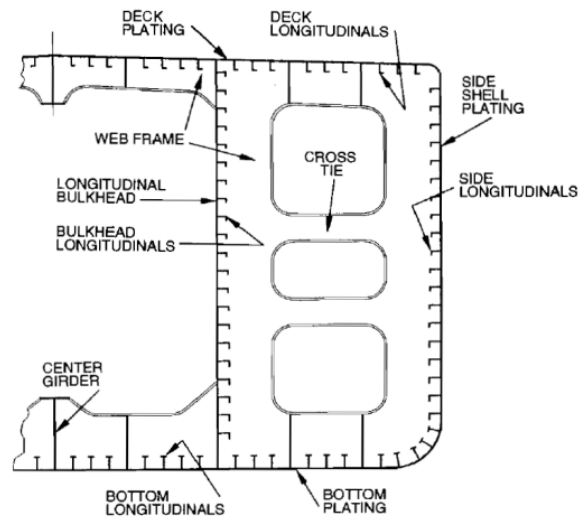 DECK
PLATING
DECK
LONGITUDINALS
SIDE
SHELL
PLATING
WEB FRAME
CROSS
TIE
LONGITUDINAL
BULKHEAD
SIDE
LONGITUDINALS
BULKHEAD
LONGITUDINALS
CENTER
GIRDER
BOTTOM
LONGITUDINALS
BOTTOM
PLATING